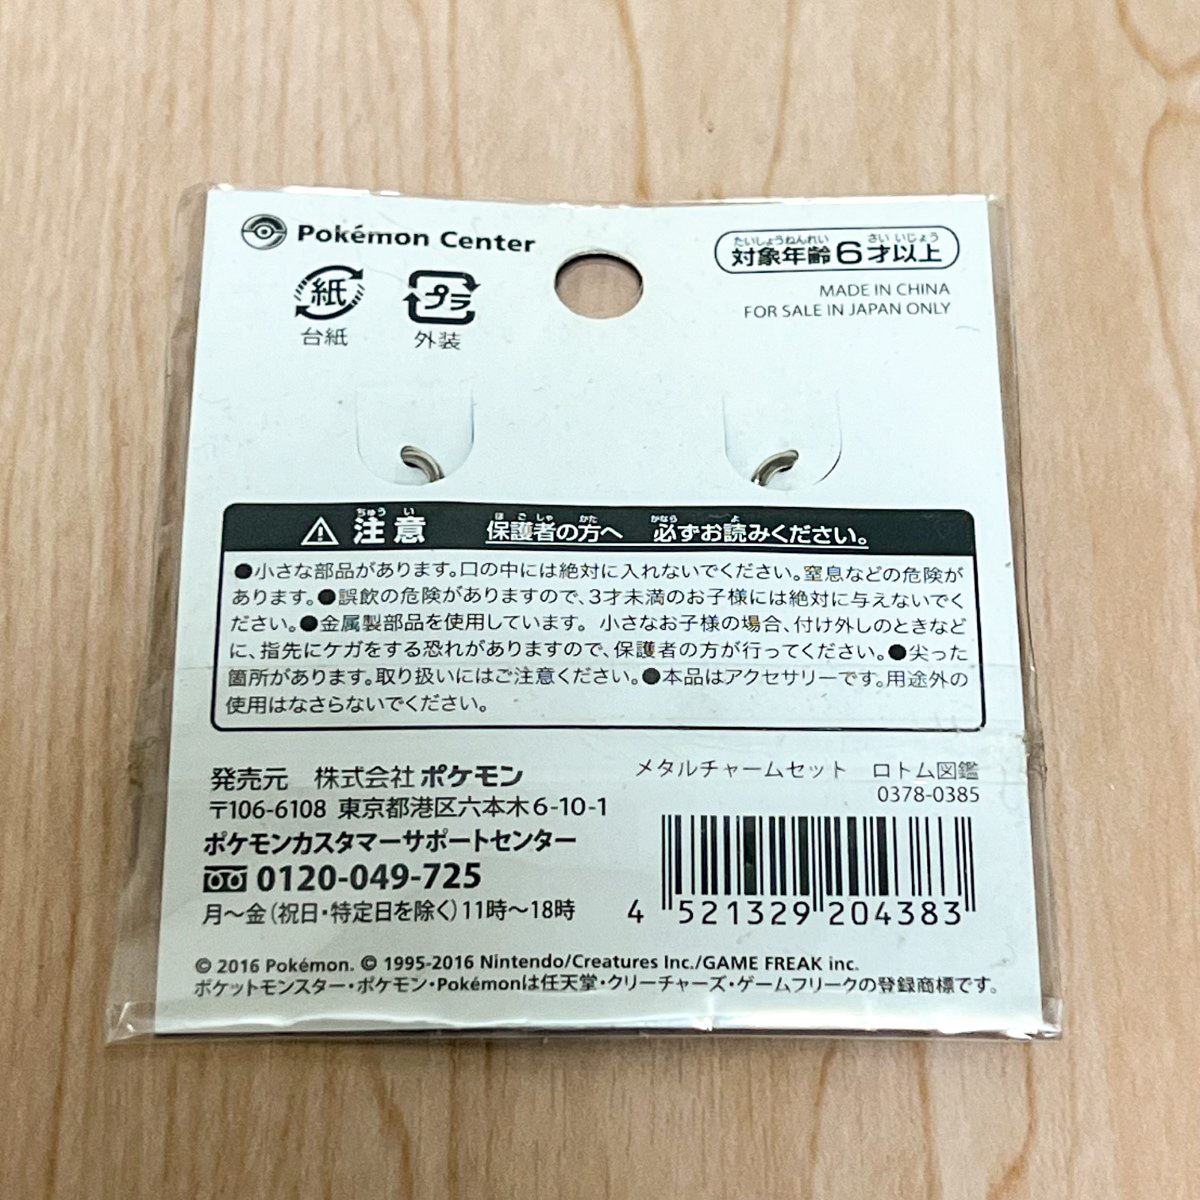 Pokémon Center
たいしょうねんれい さい いじょう
対象年齢6才以上
MADE IN CHINA
FOR SALE IN JAPAN ONLY
紙 プラ
台紙 外装
ちゅう い ほ ご しゃ かた かなら よ
注意 保護者の方へ 必ずお読みください。
●小さな部品があります。口の中には絶対に入れないでください。窒息などの危険が
あります。●誤飲の危険がありますので、3才未満のお子様には絶対に与えないでく
ださい。●金属製部品を使用しています。小さなお子様の場合、付け外しのときなど
に、指先にケガをする恐れがありますので、保護者の方が行ってください。●尖った
箇所があります。取り扱いにはご注意ください。●本品はアクセサリーです。用途外の
使用はなさらないでください。
発売元 株式会社ポケモン
〒106-6108 東京都港区六本木6-10-1
ポケモンカスタマーサポートセンター
0120-049-725
月～金(祝日・特定日を除く)11時～18時
メタルチャームセット ロトム図鑑
0378-0385
4 521329 204383
© 2016 Pokémon. © 1995-2016 Nintendo/Creatures Inc./GAME FREAK inc.
ポケットモンスター・ポケモン・Pokémonは任天堂・クリーチャーズ・ゲームフリークの登録商標です。